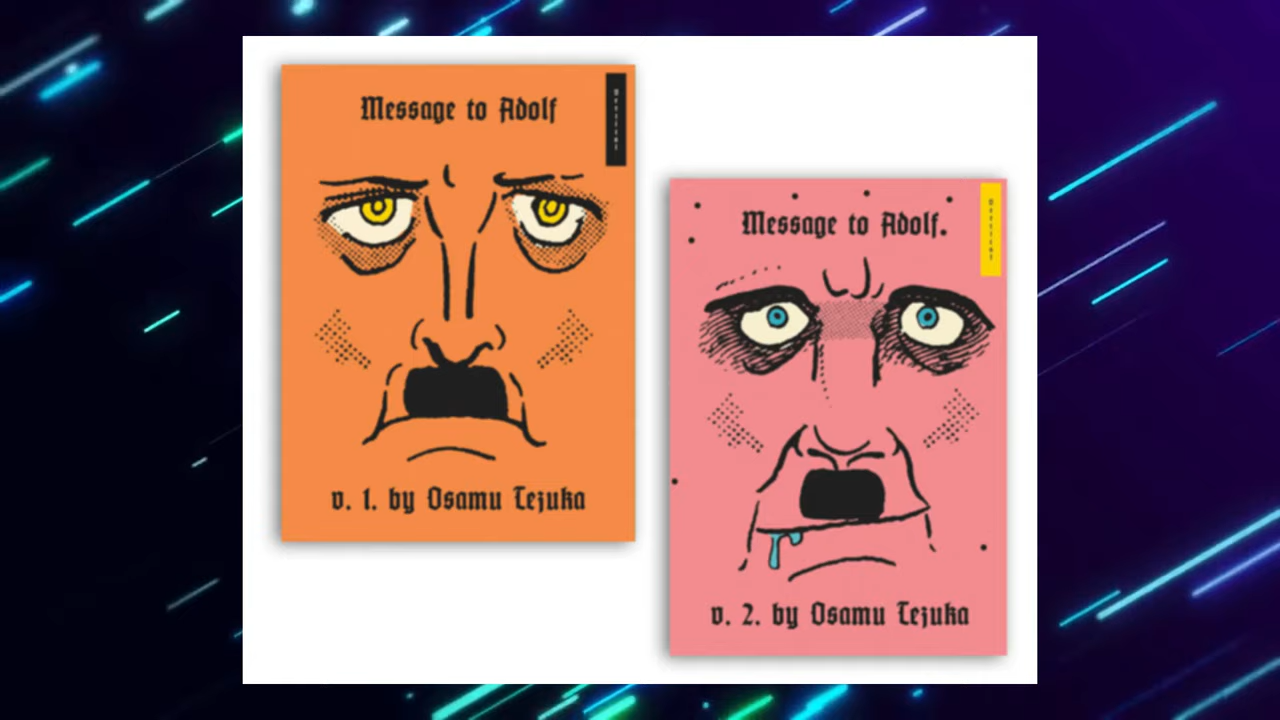 Message to Adolf
v. 1. by Osamu Tezuka
Message to Adolf.
v. 2. by Osamu Tezuka